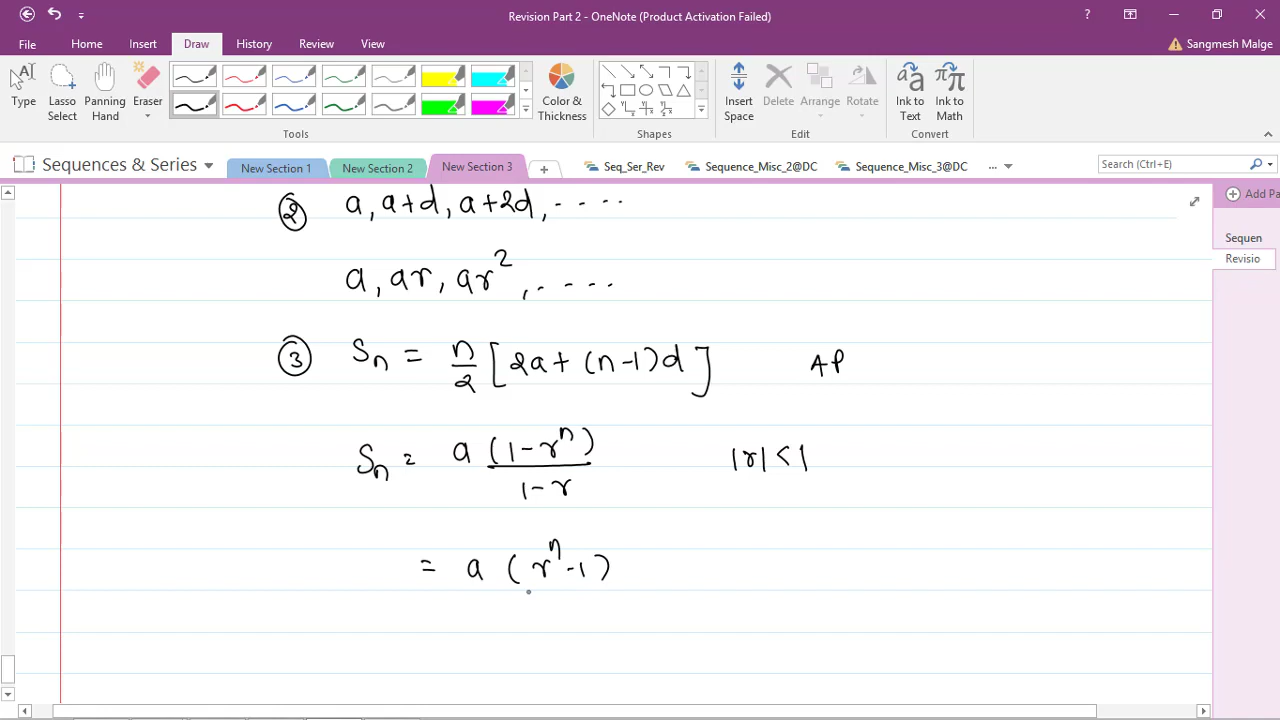 Revision Part 2 - OneNote (Product Activation Failed)
?
File Home Insert Draw History Review View Sangmesh Malge
Type Lasso Select Panning Hand Eraser Color & Thickness Insert Space Delete Arrange Rotate Ink to Text Ink to Math
Tools Shapes Edit Convert
Sequences & Series New Section 1 New Section 2 New Section 3 + Seq_Ser_Rev Sequence_Misc_2@DC Sequence_Misc_3@DC ... Search (Ctrl+E)
Add Pa
Sequen
Revisio
② a, a+d, a+2d, ....
a, ar, ar², ....
③ Sn = n/2 [2a + (n-1)d] AP
Sn = a (1-rⁿ)/1-r |r| < 1
= a (rⁿ-1)